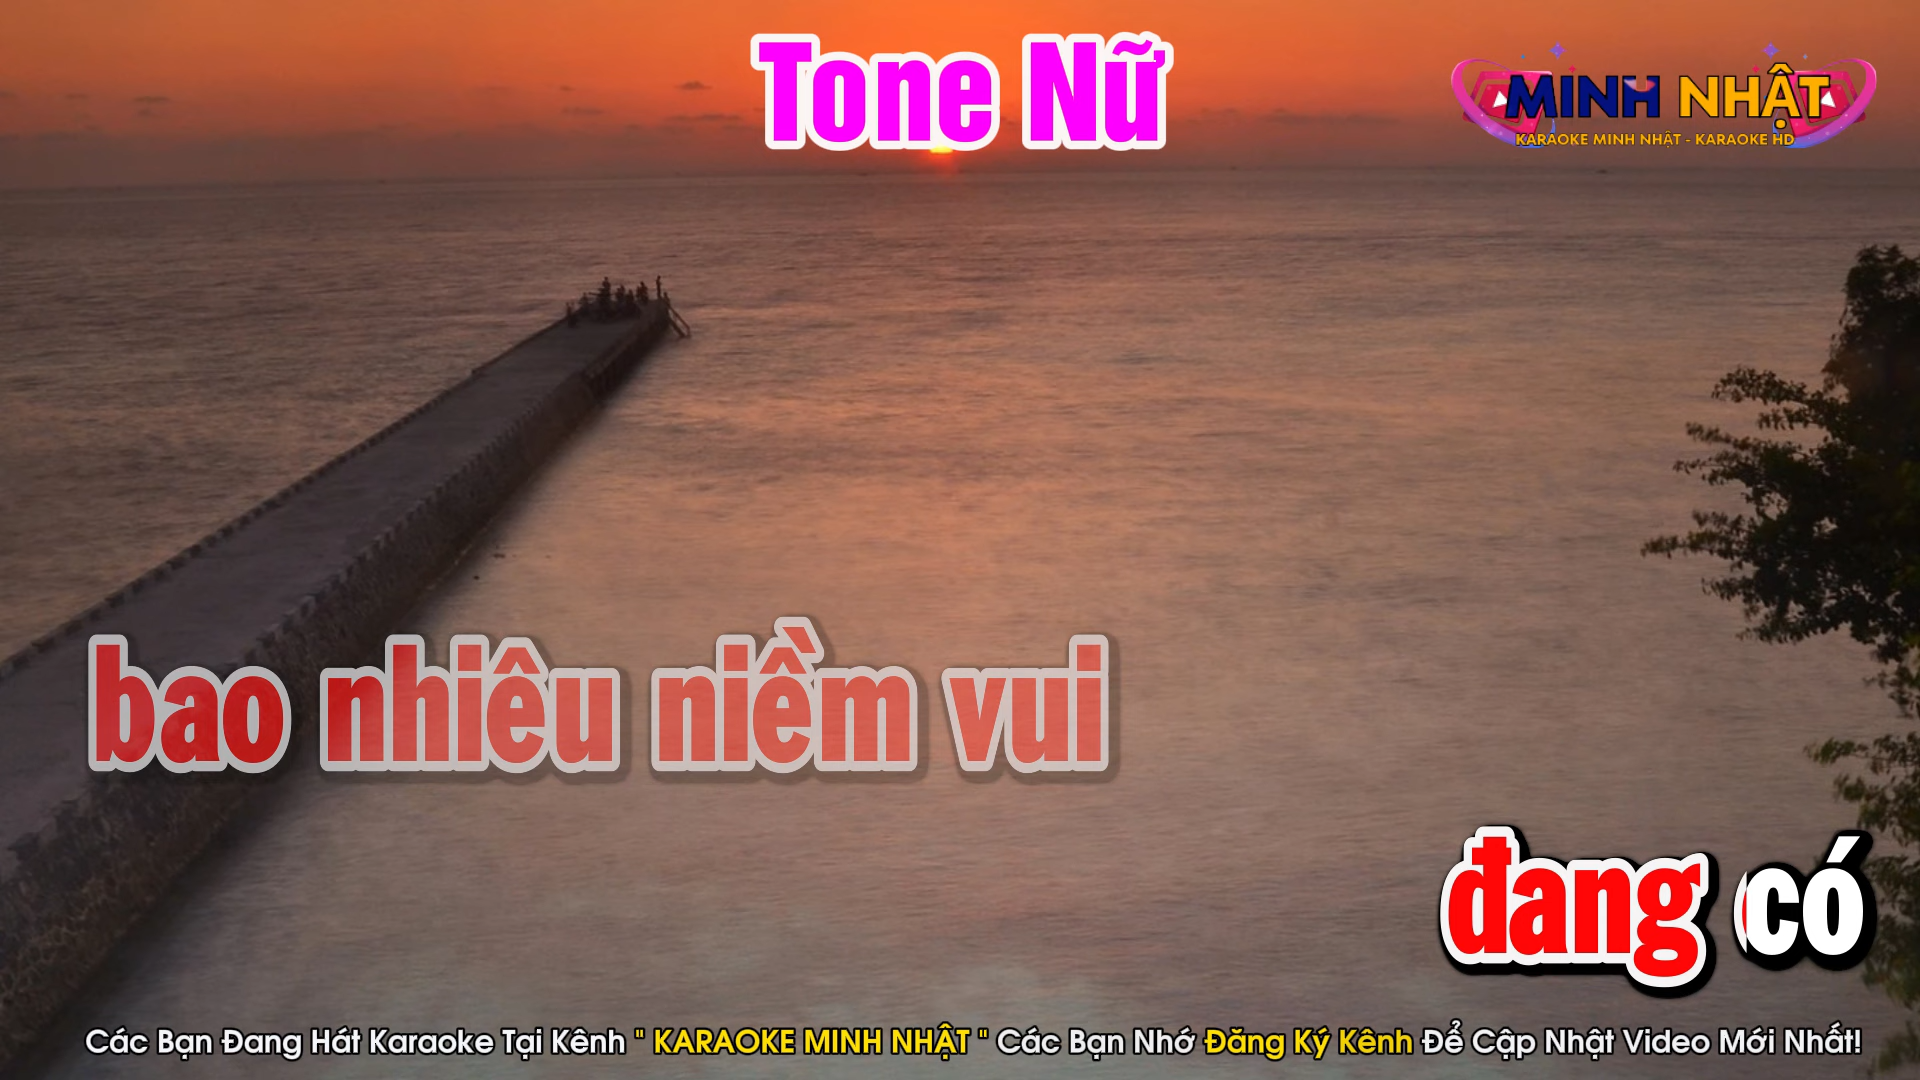 Tone Nữ
MINH NHẬT
KARAOKE MINH NHẬT - KARAOKE HD
bao nhiêu niềm vui
đang có
Các Bạn Đang Hát Karaoke Tại Kênh " KARAOKE MINH NHẬT " Các Bạn Nhớ Đăng Ký Kênh Để Cập Nhật Video Mới Nhất!